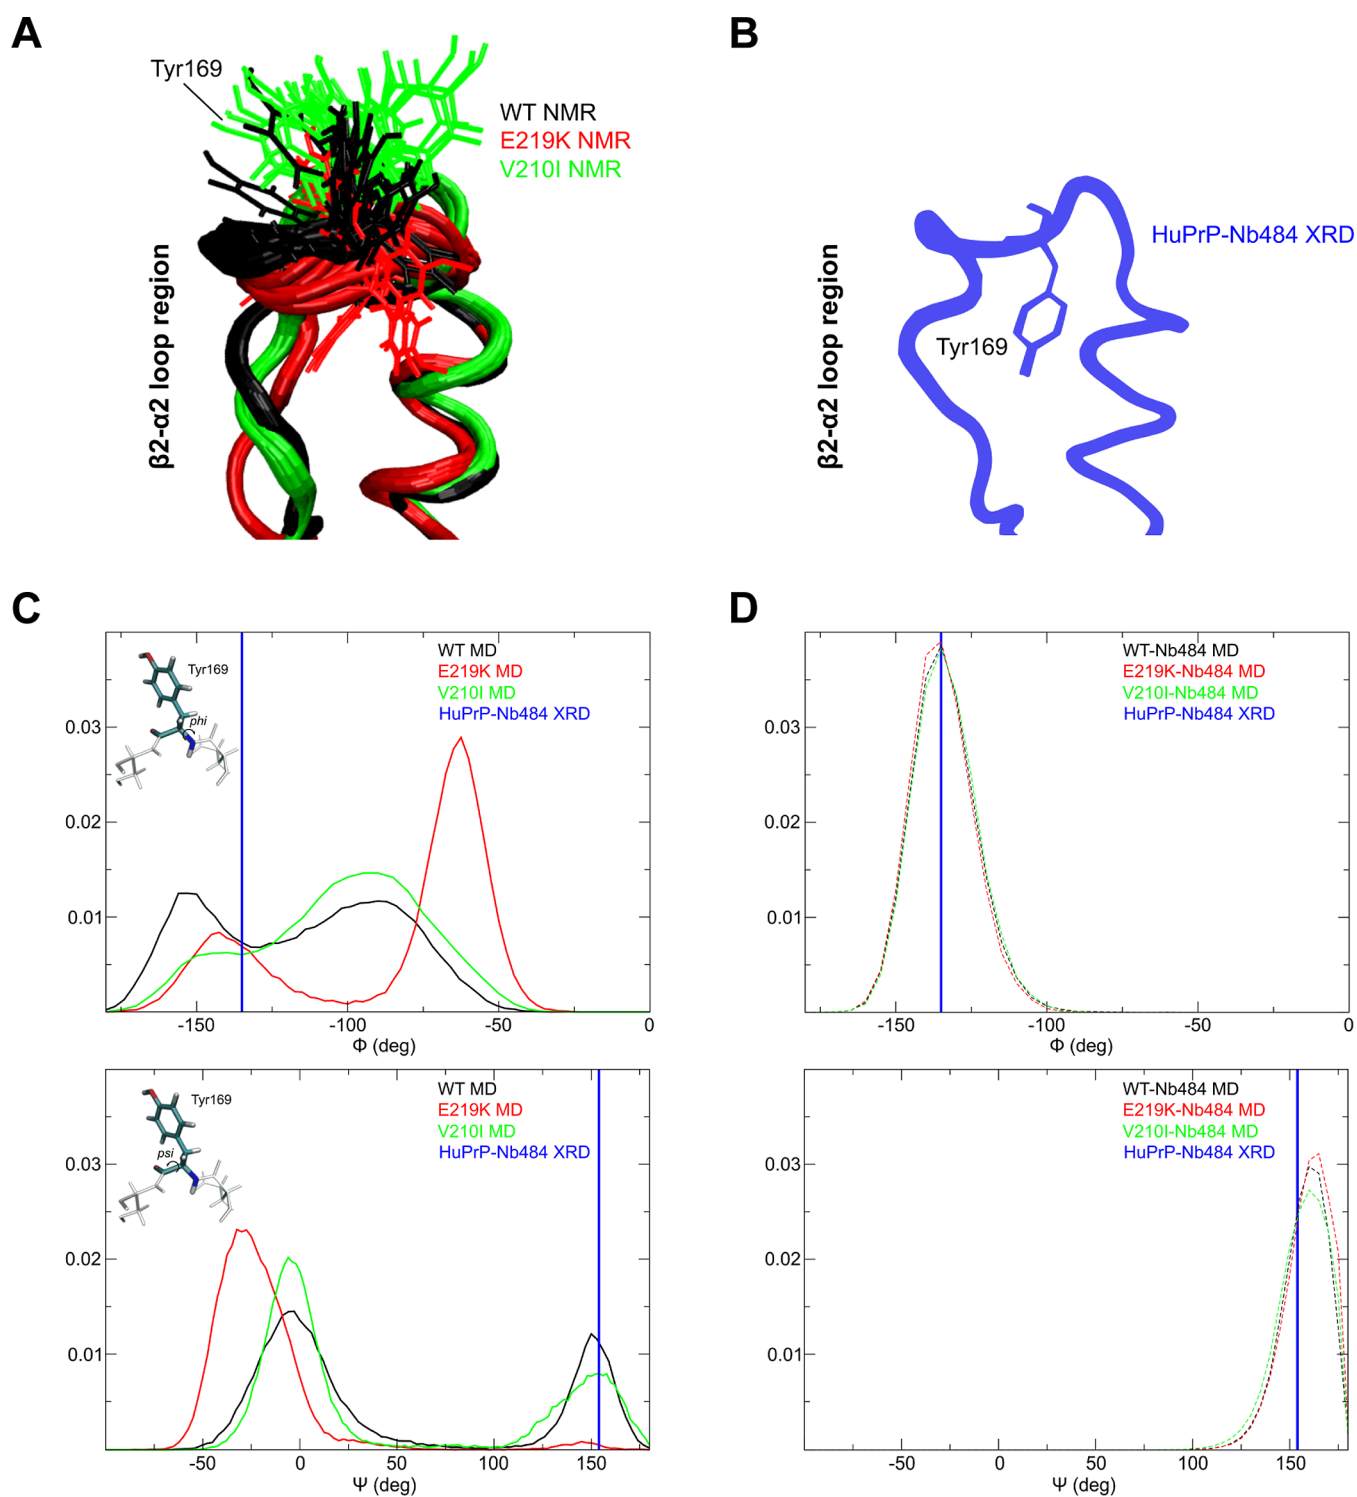 A
Tyr169
WT NMR
E219K NMR
V210I NMR
β2-α2 loop region
B
HuPrP-Nb484 XRD
Tyr169
β2-α2 loop region
C
WT MD
E219K MD
V210I MD
HuPrP-Nb484 XRD
Tyr169
phi
0.03
0.02
0.01
-150
-100
-50
0
Φ (deg)
WT MD
E219K MD
V210I MD
HuPrP-Nb484 XRD
Tyr169
psi
0.03
0.02
0.01
-50
0
50
100
150
Ψ (deg)
D
WT-Nb484 MD
E219K-Nb484 MD
V210I-Nb484 MD
HuPrP-Nb484 XRD
0.03
0.02
0.01
-150
-100
-50
0
Φ (deg)
WT-Nb484 MD
E219K-Nb484 MD
V210I-Nb484 MD
HuPrP-Nb484 XRD
0.03
0.02
0.01
-50
0
50
100
150
Ψ (deg)